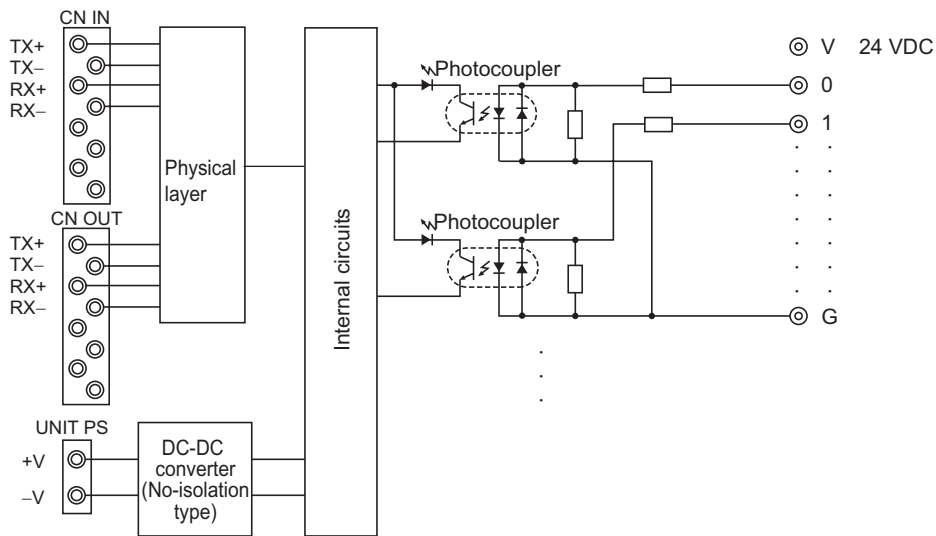 CN IN
TX+
TX−
RX+
RX−
Physical
layer
CN OUT
TX+
TX−
RX+
RX−
UNIT PS
+V
−V
DC-DC
converter
(No-isolation
type)
Internal circuits
Photocoupler
Photocoupler
V 24 VDC
0
1
G